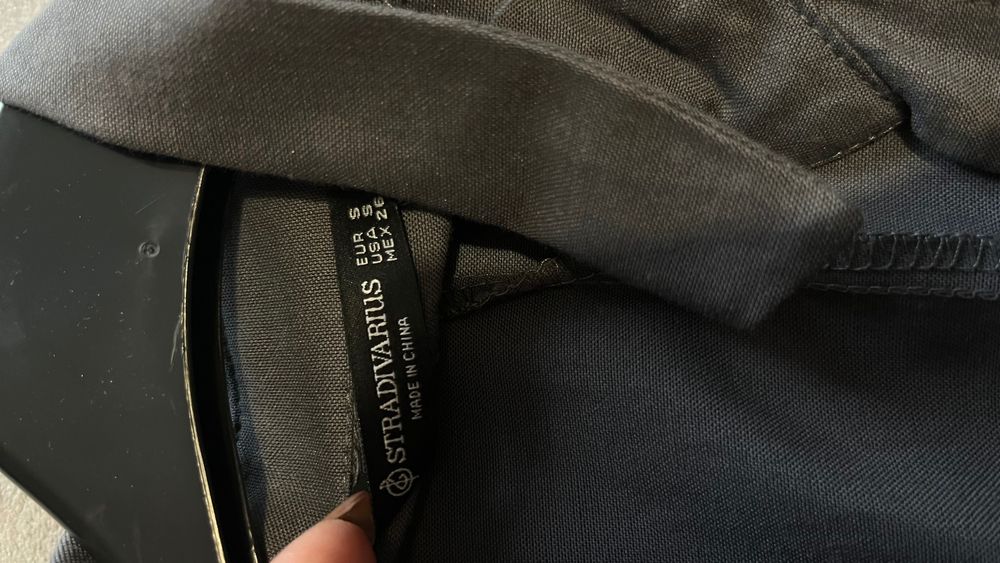 EUR S
USA S
MEX 26
STRADIVARIUS
MADE IN CHINA